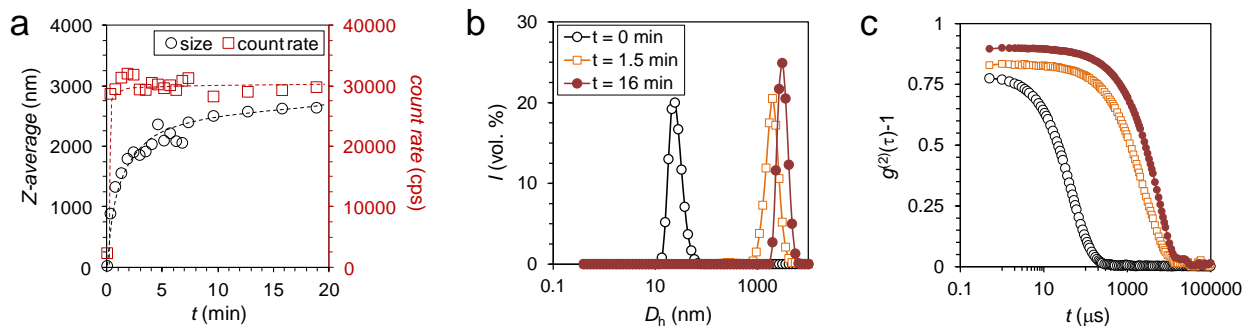 a
size count rate
4000
3000
2000
1000
0
Z-average (nm)
40000
30000
20000
10000
0
count rate (cps)
0 5 10 15 20
t (min)
b
t = 0 min
t = 1.5 min
t = 16 min
30
20
10
0
I (vol. %)
0.1 10 1000
Dh (nm)
c
1
0.75
0.5
0.25
0
g(2)(τ)-1
0.1 10 1000 100000
t (μs)